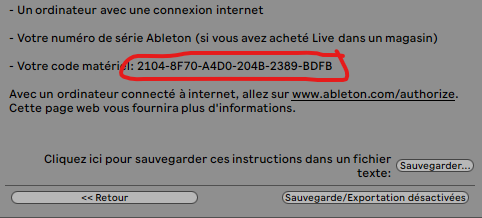 - Un ordinateur avec une connexion internet
- Votre numéro de série Ableton (si vous avez acheté Live dans un magasin)
- Votre code matériel: 2104-8F70-A4D0-204B-2389-BDFB
Avec un ordinateur connecté à internet, allez sur www.ableton.com/authorize.
Cette page web vous fournira plus d'informations.
Cliquez ici pour sauvegarder ces instructions dans un fichier
texte:
Sauvegarder...
<< Retour
Sauvegarde/Exportation désactivées